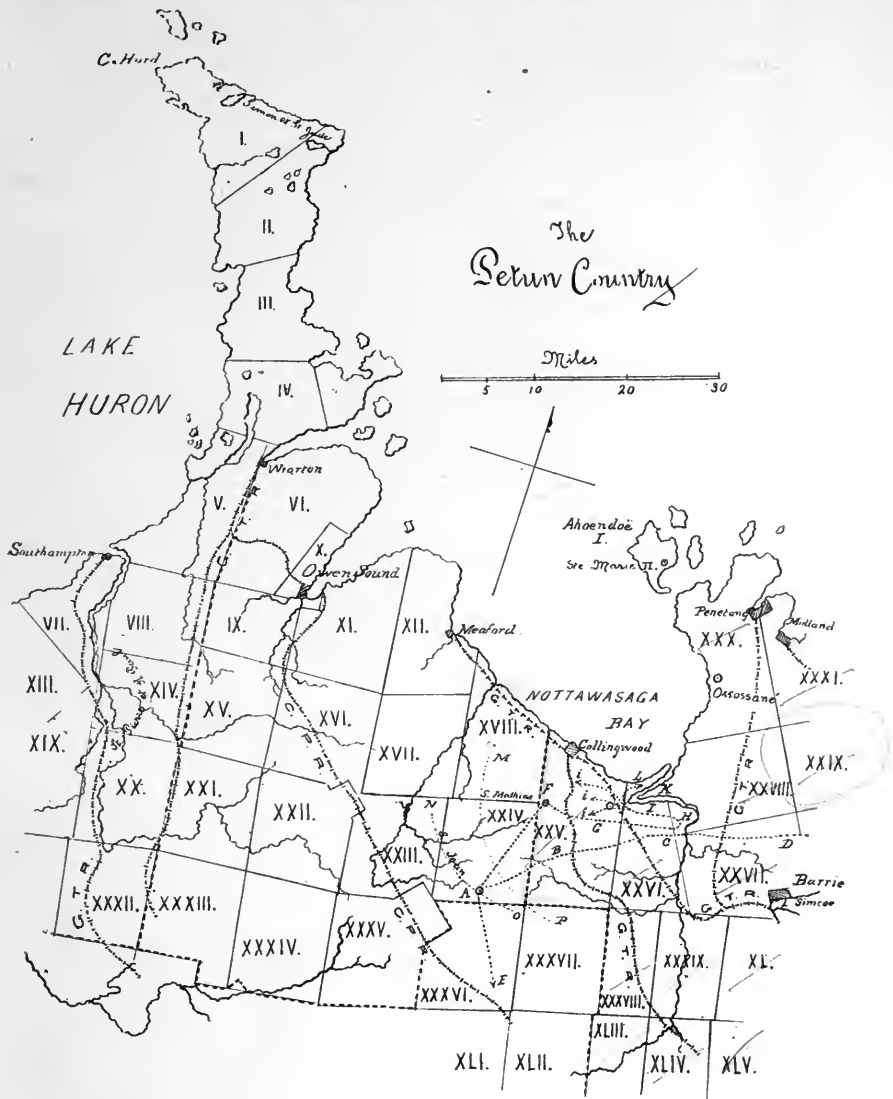 C. Hurd
I.
II.
The
Petun Country
III.
LAKE
HURON
Miles
5 10 20 30
IV.
Wiarton
V.
VI.
G T R
Ahoendoë
I.
Ste Marie II.
X.
Owen Sound
Southampton
Penetang
Midland
VII.
VIII.
IX.
XI.
XII.
Meaford
XXX.
XXXI.
Ossossané
XIII.
XIV.
XV.
XVI.
C. P. R.
NOTTAWASAGA
BAY
XIX.
XVII.
XVIII.
G T R
Collingwood
M
XXIX.
XXVIII.
G T R
XX.
XXI.
XXII.
N
S. Mathias
F
L
K
I
H
XXIV.
XXV.
G
C
D
XXIII.
B
A
XXVI.
XXVII.
G T R
Barrie
L Simcoe
G T R.
XXXII.
XXXIII.
O
P
C P R
XXXIV.
XXXV.
E
XXXVI.
XXXVII.
G T R
XXXVIII.
XXXIX.
XL.
XLI.
XLII.
XLIII.
XLIV.
XLV.